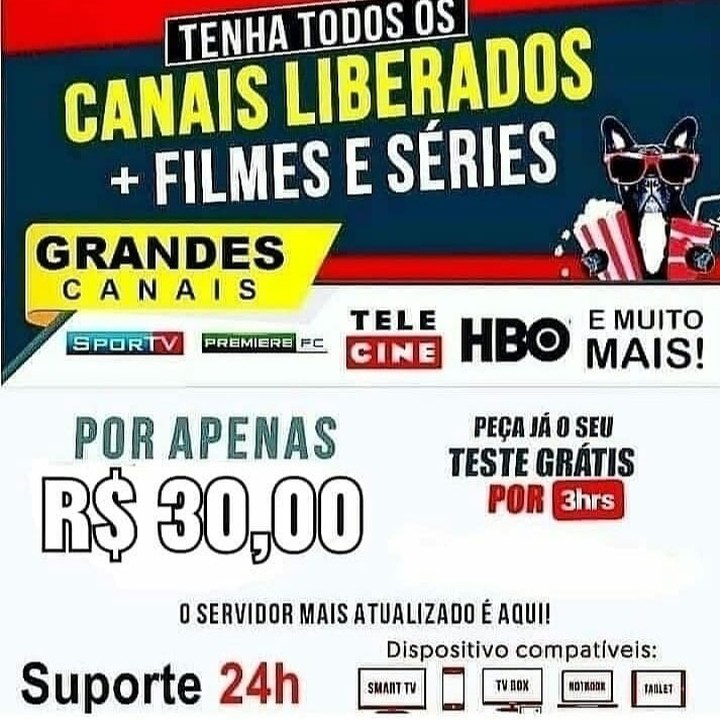 TENHA TODOS OS
CANAIS LIBERADOS
+ FILMES E SÉRIES
GRANDES
CANAIS
SPORTV
PREMIERE FC
TELE
CINE
HBO
E MUITO
MAIS!
POR APENAS
R$ 30,00
PEÇA JÁ O SEU
TESTE GRÁTIS
POR 3hrs
O SERVIDOR MAIS ATUALIZADO É AQUI!
Suporte 24h
Dispositivo compatíveis:
SMART TV
TV BOX
NOTBOOK
TABLET